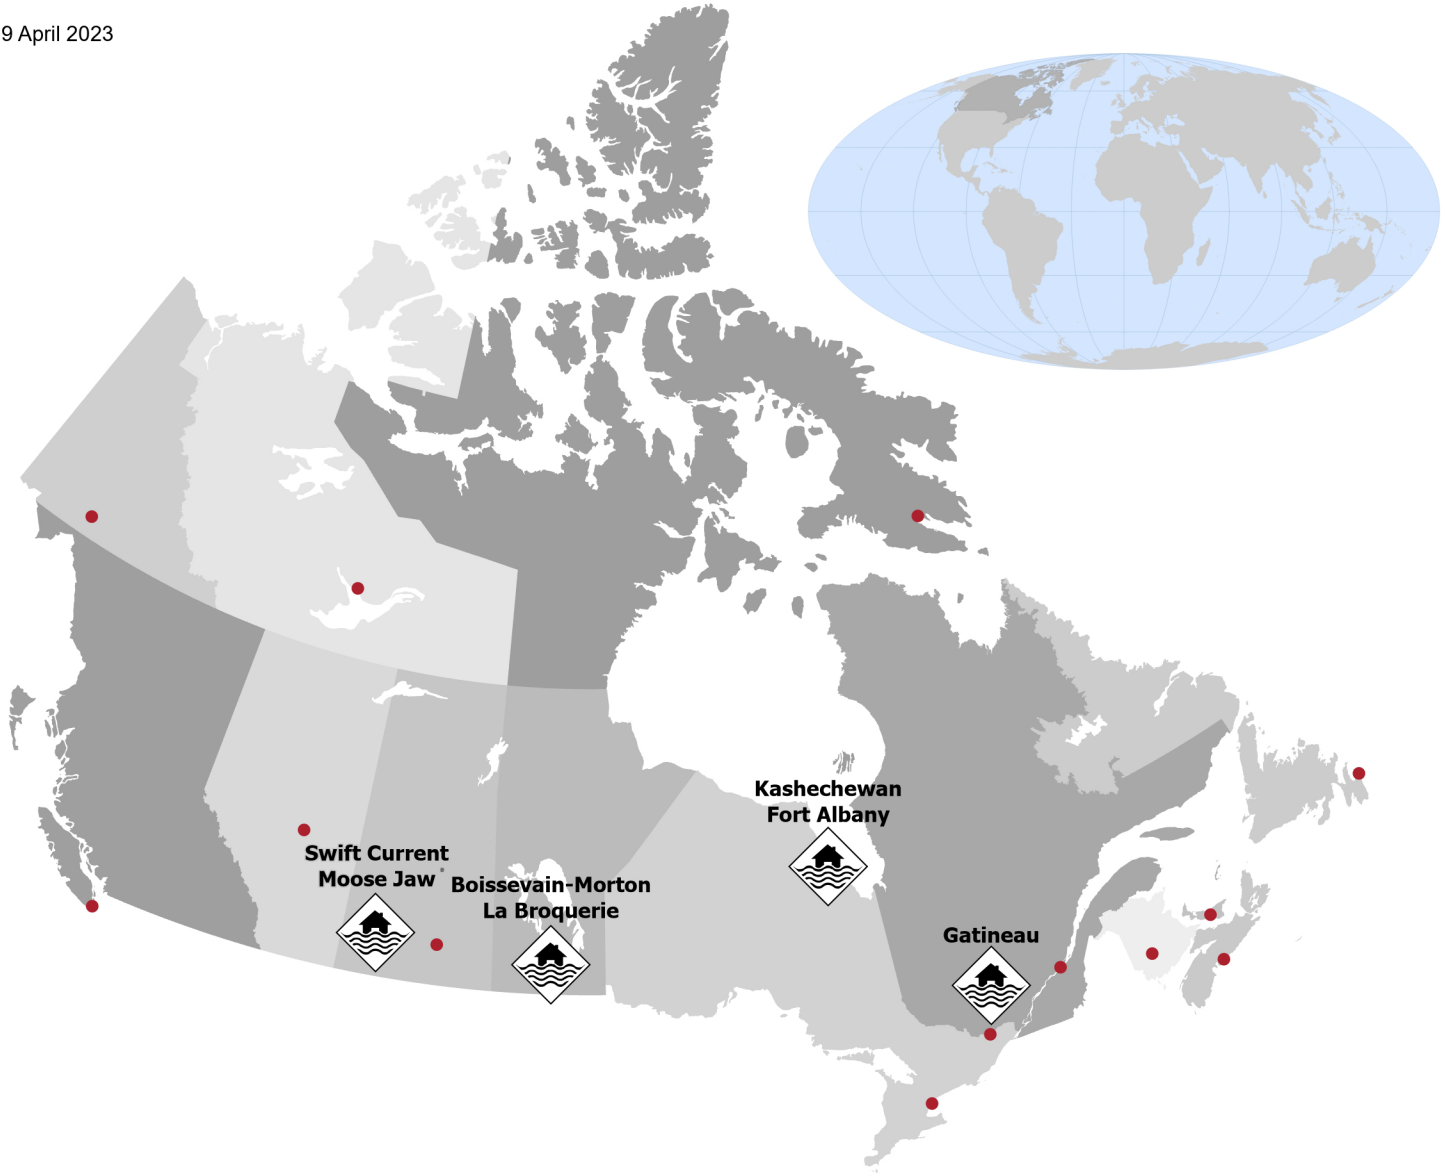 9 April 2023
Kashechewan
Fort Albany
Swift Current
Moose Jaw
Boissevain-Morton
La Broquerie
Gatineau